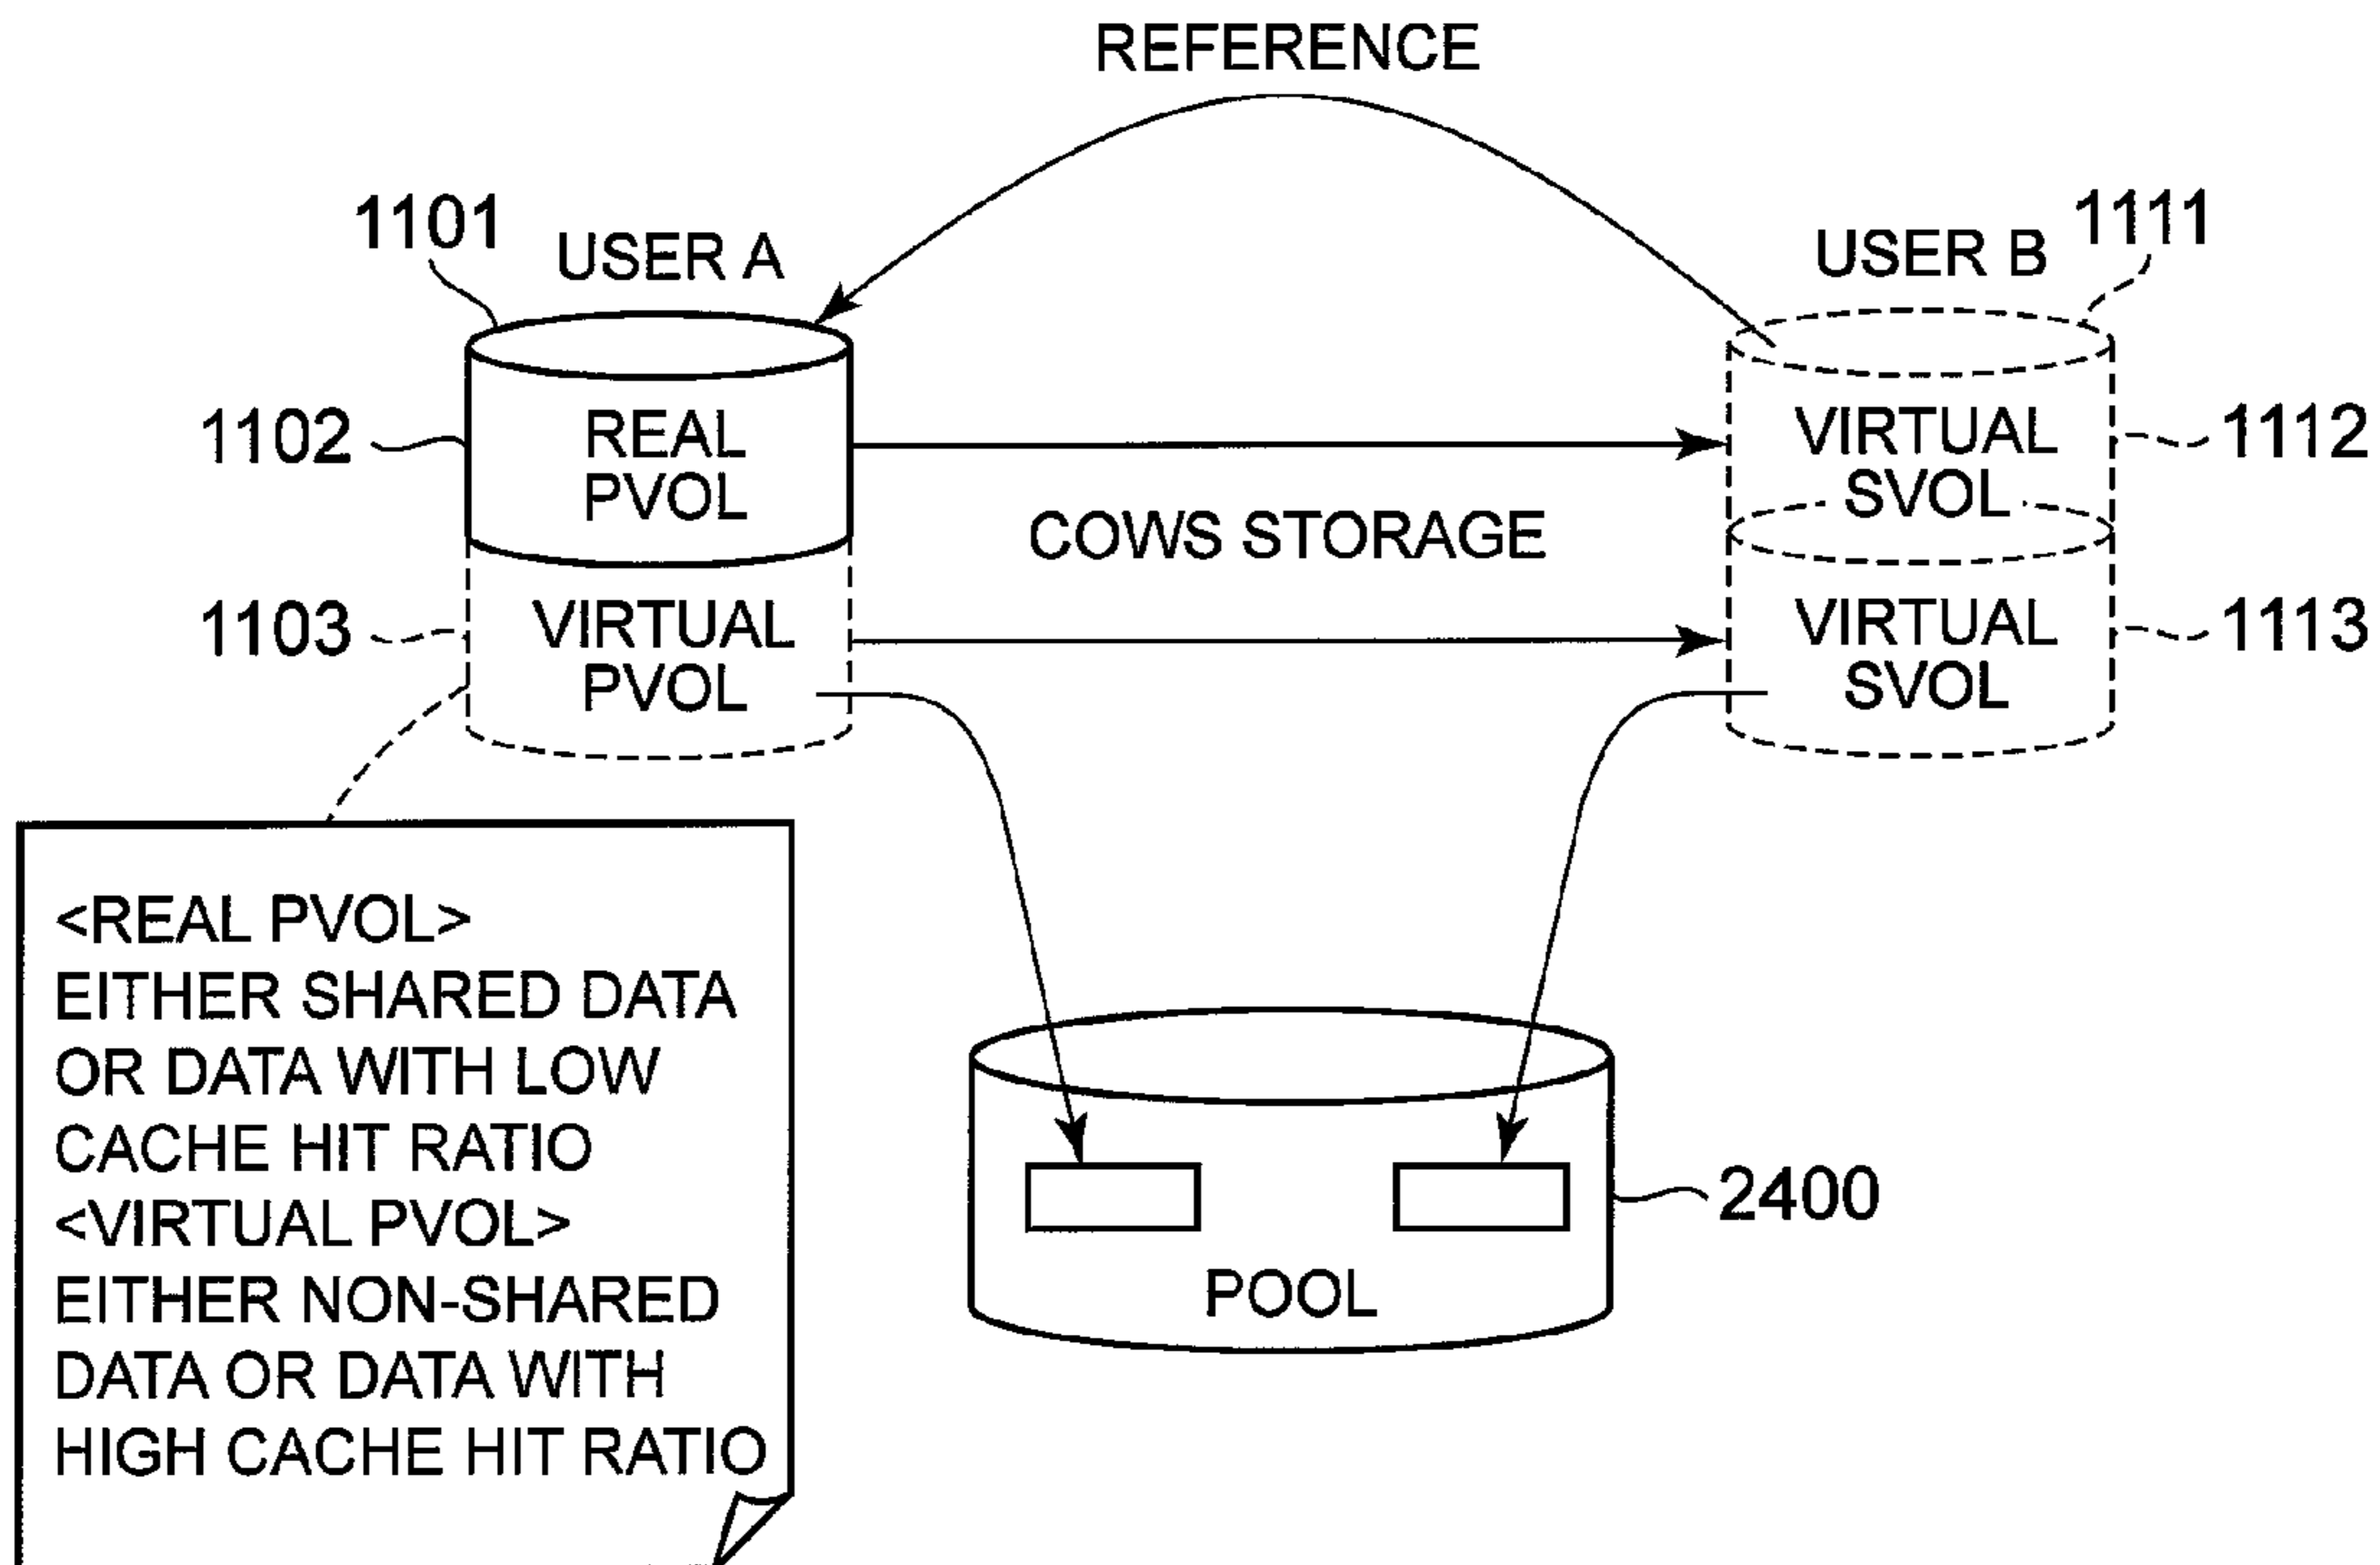 REFERENCE
1101
USER A
USER B
1111
1102
REAL
PVOL
VIRTUAL
SVOL
1112
COWS STORAGE
1103
VIRTUAL
PVOL
VIRTUAL
SVOL
1113
<REAL PVOL>
EITHER SHARED DATA
OR DATA WITH LOW
CACHE HIT RATIO
<VIRTUAL PVOL>
EITHER NON-SHARED
DATA OR DATA WITH
HIGH CACHE HIT RATIO
2400
POOL